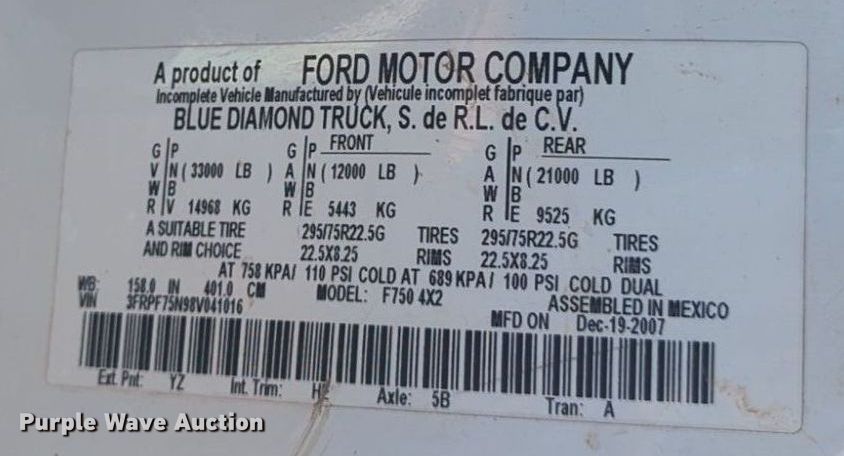 A product of FORD MOTOR COMPANY
Incomplete Vehicle Manufactured by (Vehicule incomplet fabrique par)
BLUE DIAMOND TRUCK, S. de R.L. de C.V.
FRONT REAR
G P G P G P
V N ( 33000 LB ) A N ( 12000 LB ) A N ( 21000 LB )
W B W B W B
R V 14968 KG R E 5443 KG R E 9525 KG
A SUITABLE TIRE 295/75R22.5G TIRES 295/75R22.5G TIRES
AND RIM CHOICE 22.5X8.25 RIMS 22.5X8.25 RIMS
AT 758 KPA/ 110 PSI COLD AT 689 KPA/ 100 PSI COLD DUAL
WB: 158.0 IN 401.0 CM MODEL: F750 4X2 ASSEMBLED IN MEXICO
VIN 3FRPF75N98V041016 MFD ON Dec-19-2007
Ext. Pnt: YZ Int. Trim: Axle: 5B Tran: A
Purple Wave Auction